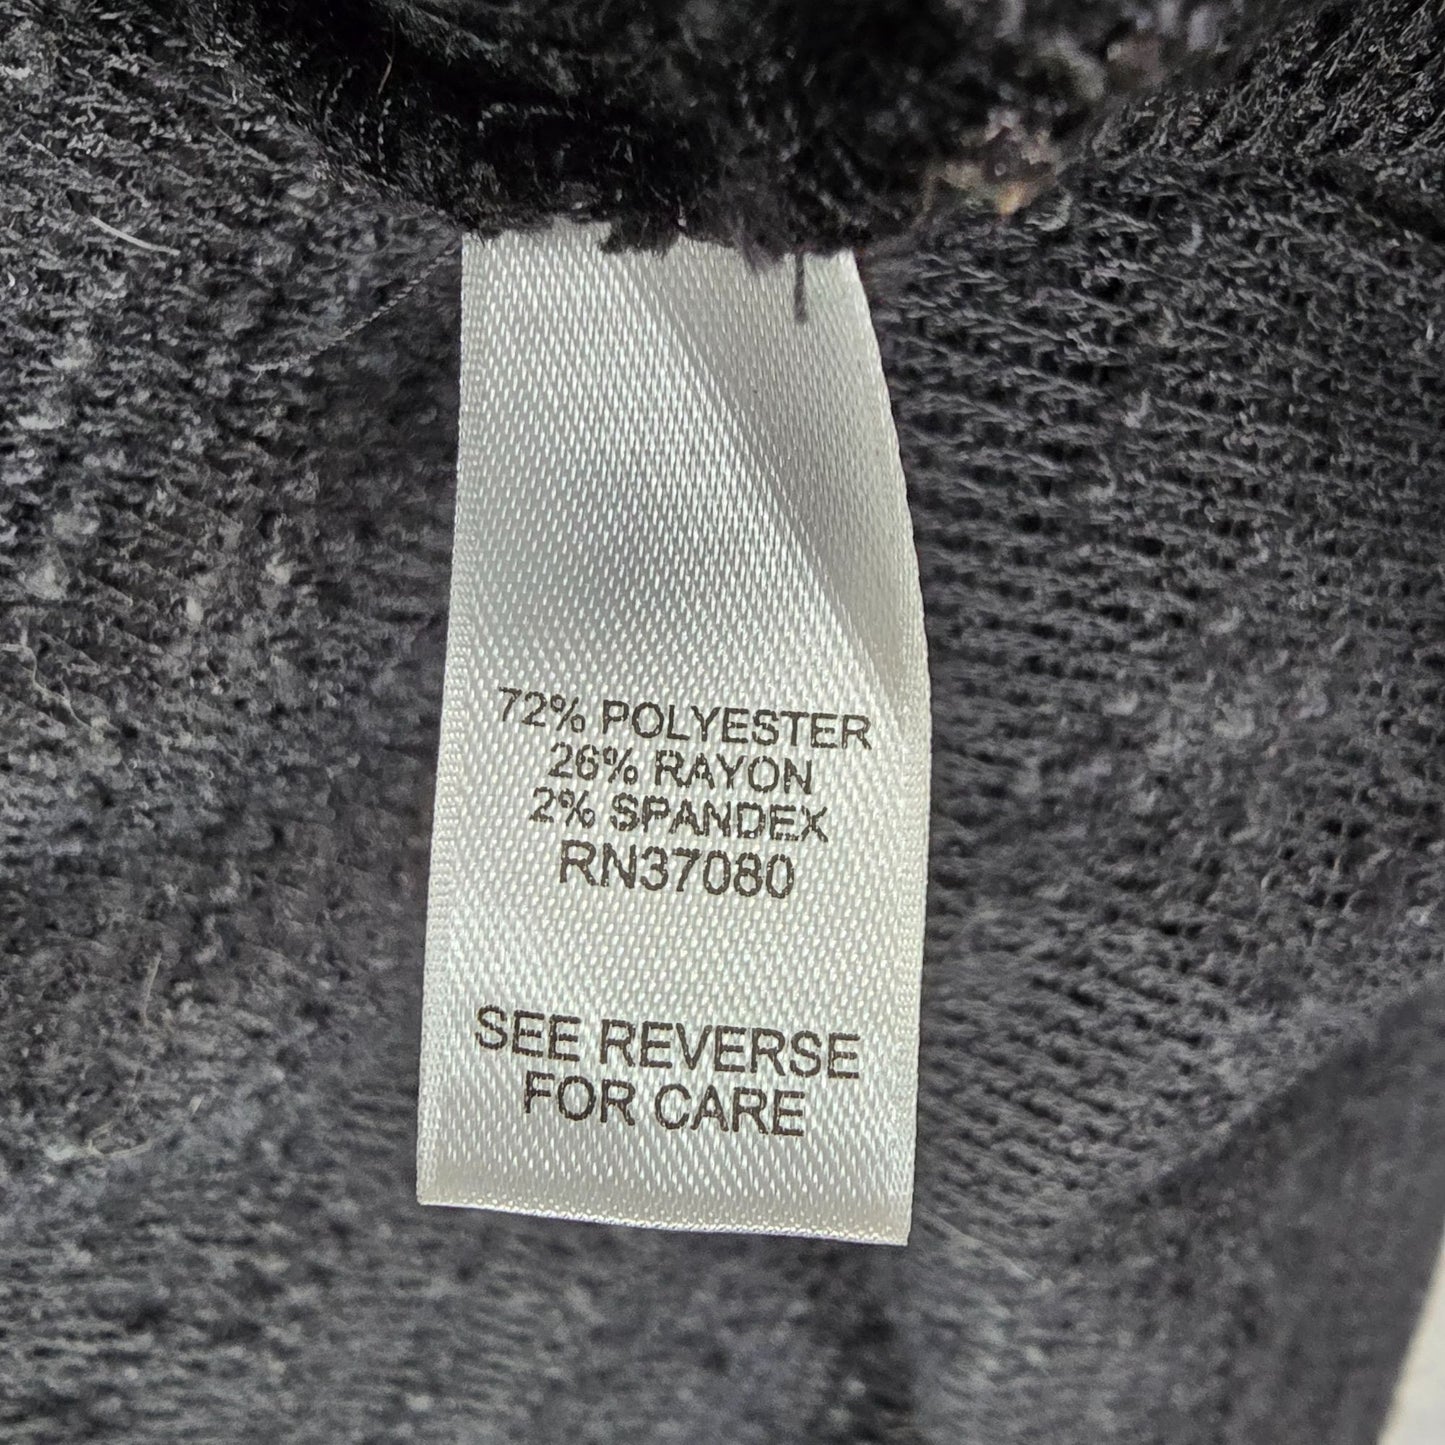 72% POLYESTER
26% RAYON
2% SPANDEX
RN37080
SEE REVERSE
FOR CARE